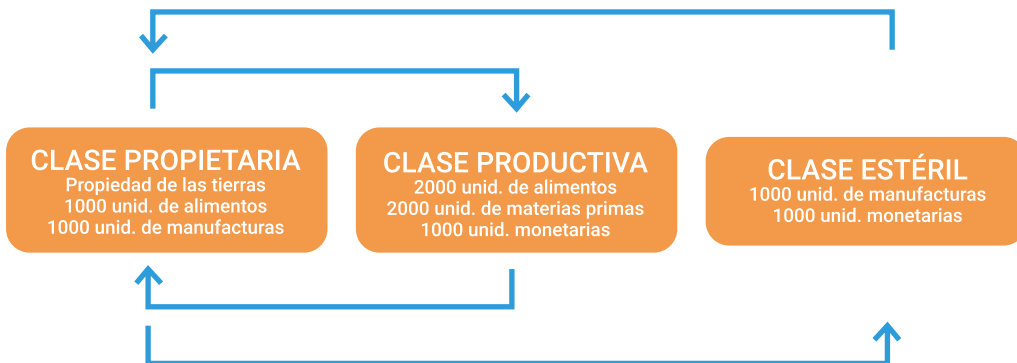 CLASE PROPIETARIA
Propiedad de las tierras
1000 unid. de alimentos
1000 unid. de manufacturas
CLASE PRODUCTIVA
2000 unid. de alimentos
2000 unid. de materias primas
1000 unid. monetarias
CLASE ESTÉRIL
1000 unid. de manufacturas
1000 unid. monetarias